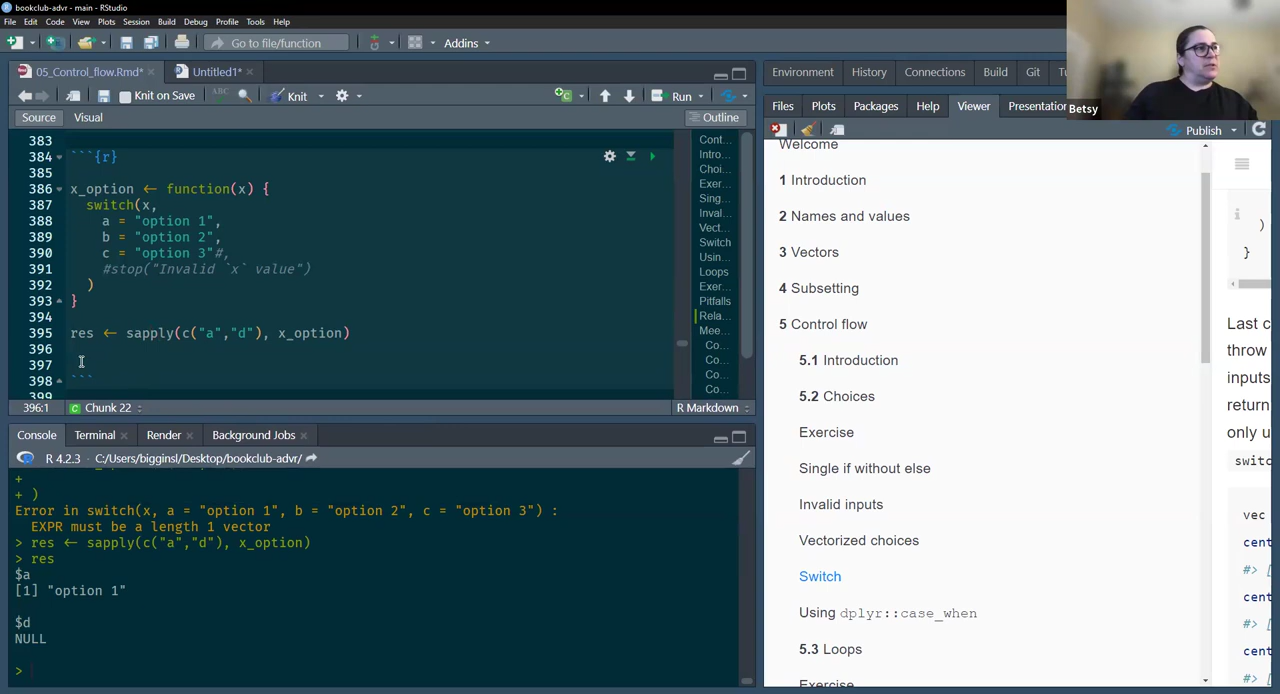 bookclub-advr - main - RStudio
File Edit Code View Plots Session Build Debug Profile Tools Help
Go to file/function
Addins
05_Control_flow.Rmd*
Untitled1*
Knit on Save
ABC
Knit
Run
Source
Visual
Outline
383
384 ```{r}
385
386 x_option ← function(x) {
387 switch(x,
388 a = "option 1",
389 b = "option 2",
390 c = "option 3"#,
391 #stop("Invalid `x` value")
392 )
393 }
394
395 res ← sapply(c("a","d"), x_option)
396
397
398 ```
399
Cont...
Intro...
Choi...
Exer...
Sing...
Inval...
Vect...
Switch
Usin...
Loops
Exer...
Pitfalls
Rela...
Mee...
Co...
Co...
Co...
Co...
396:1
Chunk 22
R Markdown
Console
Terminal
Render
Background Jobs
R 4.2.3 · C:/Users/bigginsl/Desktop/bookclub-advr/
+
+ )
Error in switch(x, a = "option 1", b = "option 2", c = "option 3") :
EXPR must be a length 1 vector
> res ← sapply(c("a","d"), x_option)
> res
$a
[1] "option 1"
$d
NULL
>
Environment
History
Connections
Build
Git
Betsy
Files
Plots
Packages
Help
Viewer
Presentation
Publish
Welcome
1 Introduction
2 Names and values
3 Vectors
4 Subsetting
5 Control flow
5.1 Introduction
5.2 Choices
Exercise
Single if without else
Invalid inputs
Vectorized choices
Switch
Using dplyr::case_when
5.3 Loops
Exercise
)
}
Last c
throw
inputs
return
only u
switc
vec
cent
#> [
cent
#> [
cent
#> [